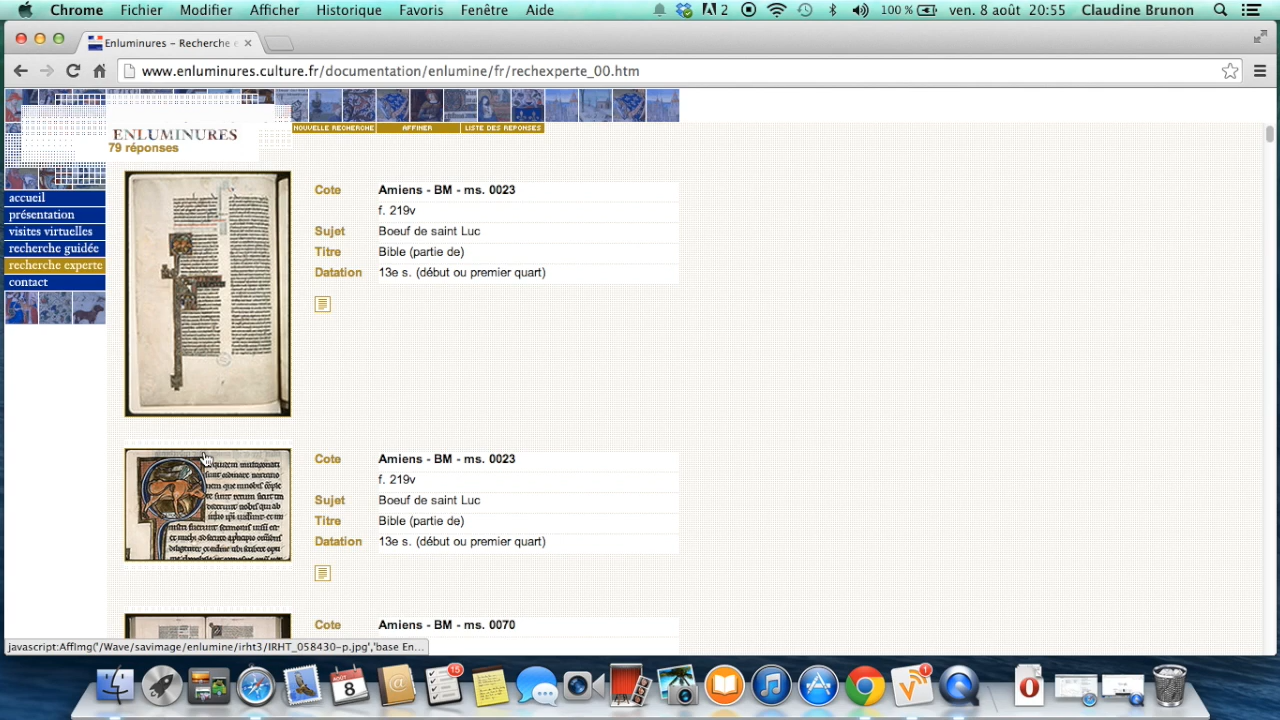 Chrome Fichier Modifier Afficher Historique Favoris Fenêtre Aide 2 100 % ven. 8 août 20:55 Claudine Brunon
Enluminures – Recherche e
www.enluminures.culture.fr/documentation/enlumine/fr/rechexperte_00.htm
NOUVELLE RECHERCHE AFFINER LISTE DES REPONSES
ENLUMINURES
79 réponses
accueil
présentation
visites virtuelles
recherche guidée
recherche experte
contact
Cote Amiens - BM - ms. 0023
f. 219v
Sujet Boeuf de saint Luc
Titre Bible (partie de)
Datation 13e s. (début ou premier quart)
Cote Amiens - BM - ms. 0023
f. 219v
Sujet Boeuf de saint Luc
Titre Bible (partie de)
Datation 13e s. (début ou premier quart)
Cote Amiens - BM - ms. 0070
javascript:AffImg('/Wave/savimage/enlumine/irht3/IRHT_058430-p.jpg','base En...
AOÛT
8
15
1